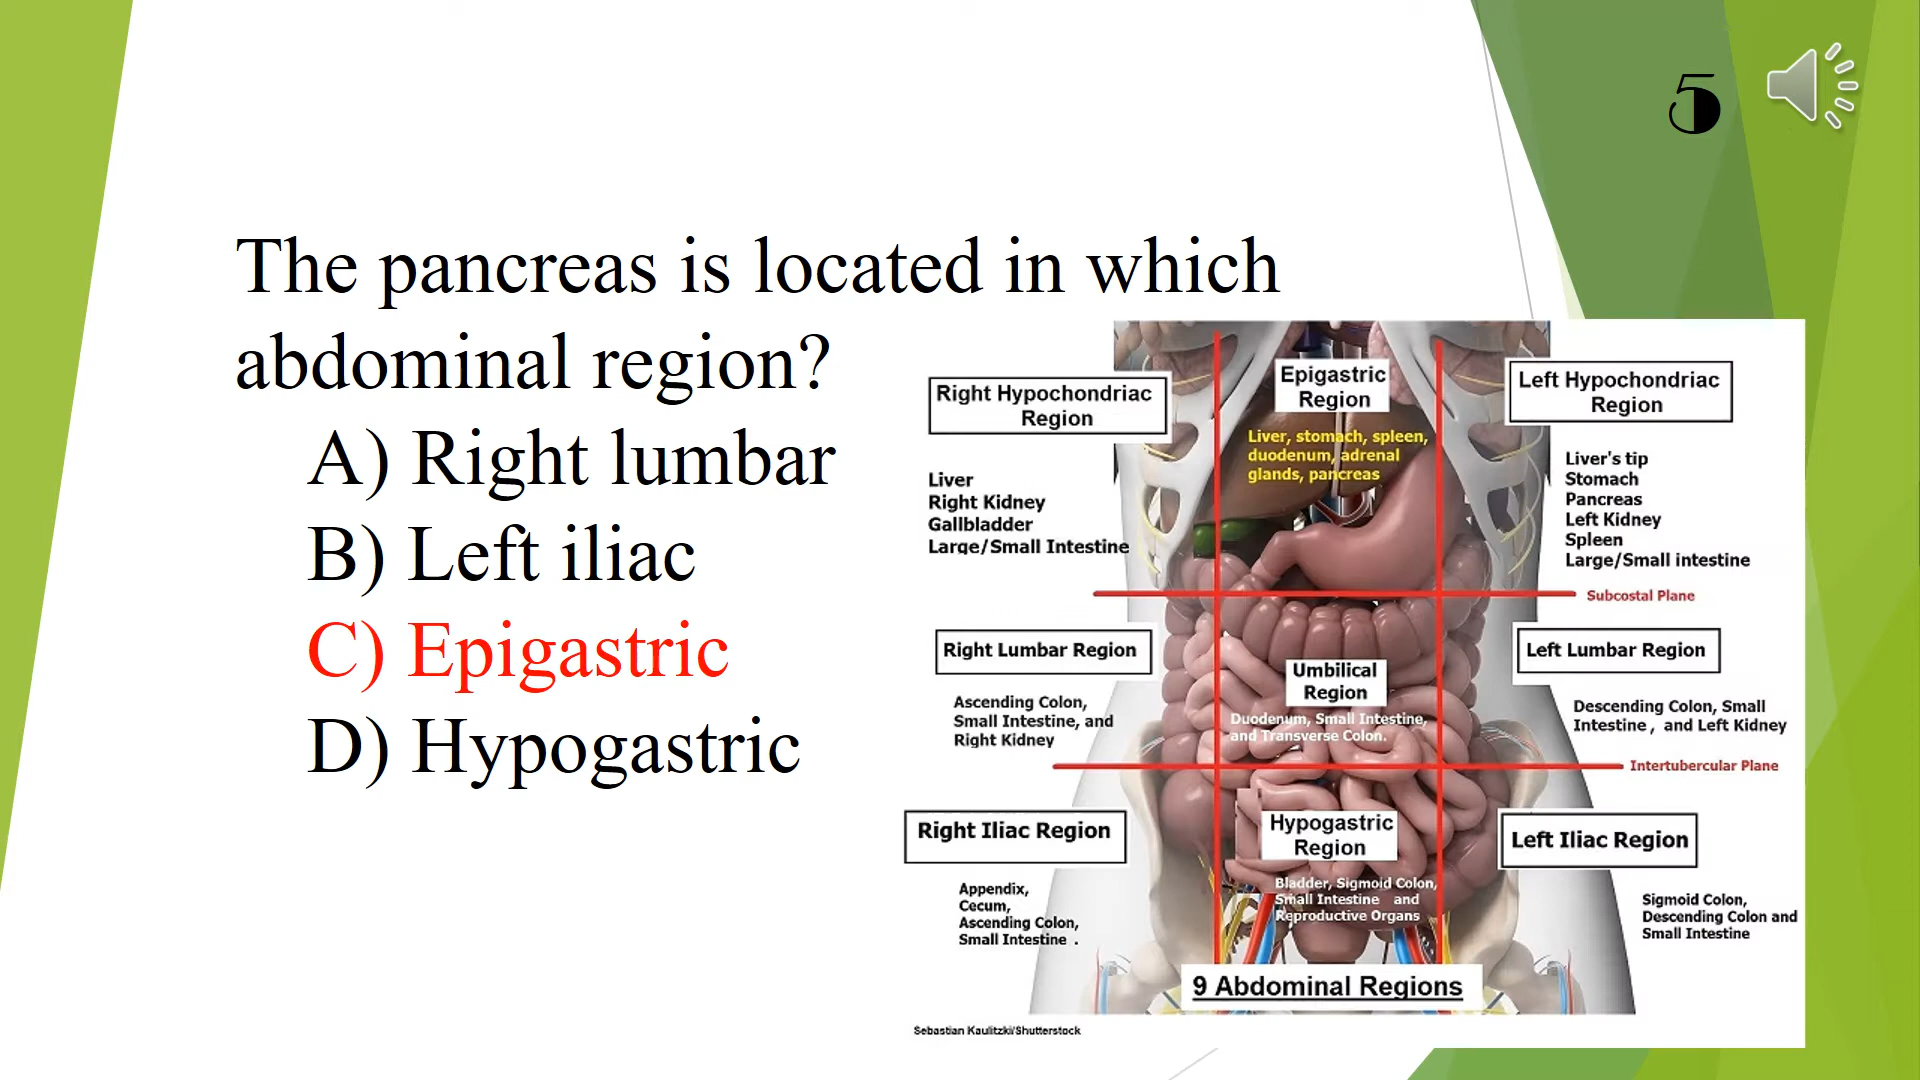 5
The pancreas is located in which
abdominal region?
A) Right lumbar
B) Left iliac
C) Epigastric
D) Hypogastric
Right Hypochondriac
Region
Liver
Right Kidney
Gallbladder
Large/Small Intestine
Epigastric
Region
Liver, stomach, spleen,
duodenum, adrenal
glands, pancreas
Left Hypochondriac
Region
Liver's tip
Stomach
Pancreas
Left Kidney
Spleen
Large/Small intestine
Subcostal Plane
Right Lumbar Region
Ascending Colon,
Small Intestine, and
Right Kidney
Umbilical
Region
Duodenum, Small Intestine,
and Transverse Colon.
Left Lumbar Region
Descending Colon, Small
Intestine , and Left Kidney
Intertubercular Plane
Right Iliac Region
Appendix,
Cecum,
Ascending Colon,
Small Intestine .
Hypogastric
Region
Bladder, Sigmoid Colon,
Small Intestine and
Reproductive Organs
Left Iliac Region
Sigmoid Colon,
Descending Colon and
Small Intestine
9 Abdominal Regions
Sebastian Kaulitzki/Shutterstock